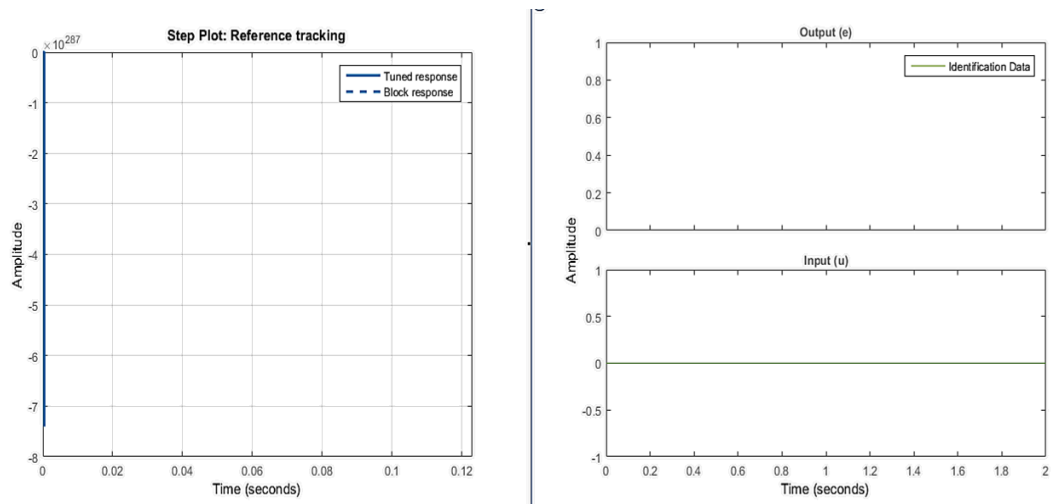 Step Plot: Reference tracking
× 10^287
0
-1
-2
-3
-4
-5
-6
-7
-8
Amplitude
Tuned response
Block response
0 0.02 0.04 0.06 0.08 0.1 0.12
Time (seconds)
Output (e)
1
0.8
0.6
0.4
0.2
0
Identification Data
Amplitude
Input (u)
1
0.5
0
-0.5
-1
0 0.2 0.4 0.6 0.8 1 1.2 1.4 1.6 1.8 2
Time (seconds)